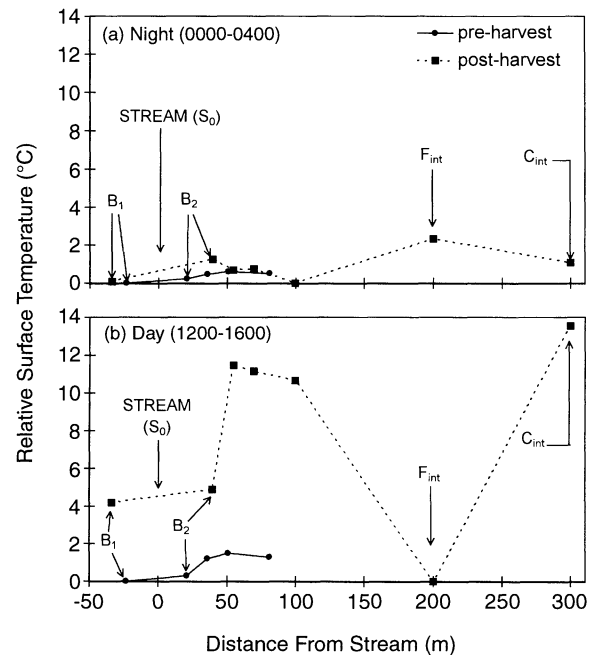 14
12
10
8
6
4
2
0
(a) Night (0000-0400)
pre-harvest
post-harvest
STREAM (S0)
B1
B2
Fint
Cint
Relative Surface Temperature (°C)
14
12
10
8
6
4
2
0
(b) Day (1200-1600)
STREAM
(S0)
B1
B2
Fint
Cint
-50 0 50 100 150 200 250 300
Distance From Stream (m)